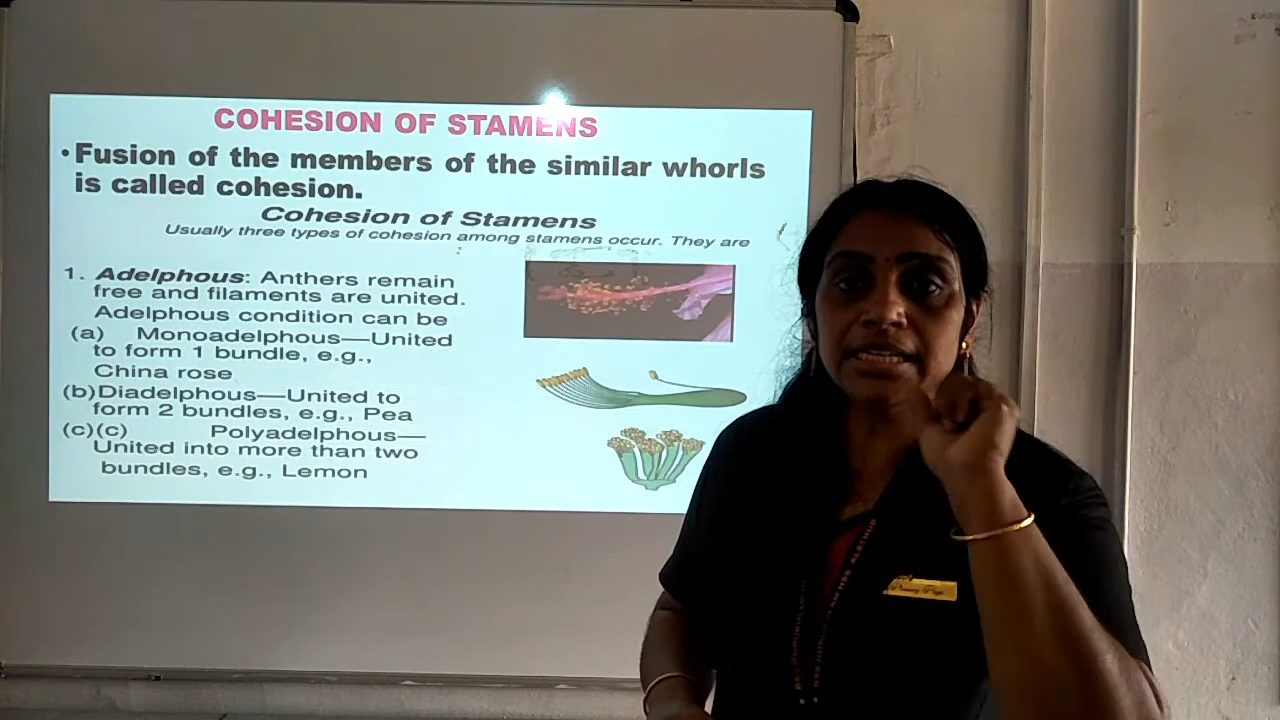 COHESION OF STAMENS
•Fusion of the members of the similar whorls
is called cohesion.
Cohesion of Stamens
Usually three types of cohesion among stamens occur. They are
:
1. Adelphous: Anthers remain
free and filaments are united.
Adelphous condition can be
(a) Monoadelphous—United
to form 1 bundle, e.g.,
China rose
(b)Diadelphous—United to
form 2 bundles, e.g., Pea
(c)(c) Polyadelphous—
United into more than two
bundles, e.g., Lemon
HSS ALATHUR